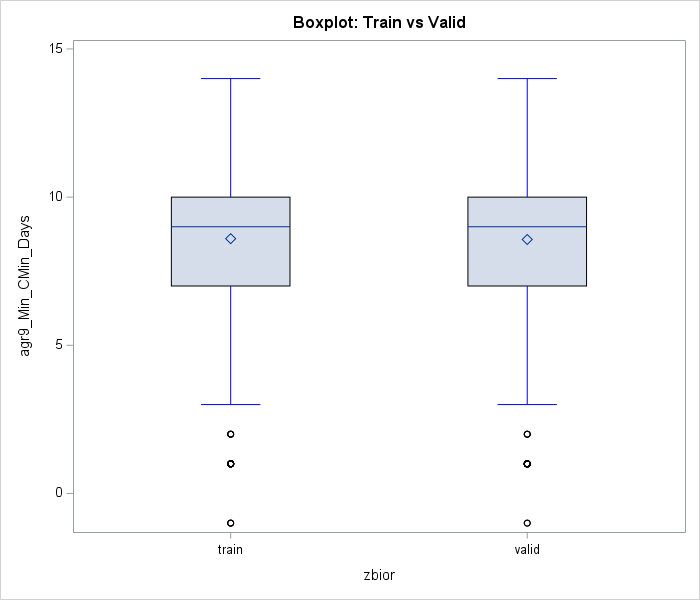 Boxplot: Train vs Valid
15
10
5
0
agr9_Min_CMin_Days
train
valid
zbior